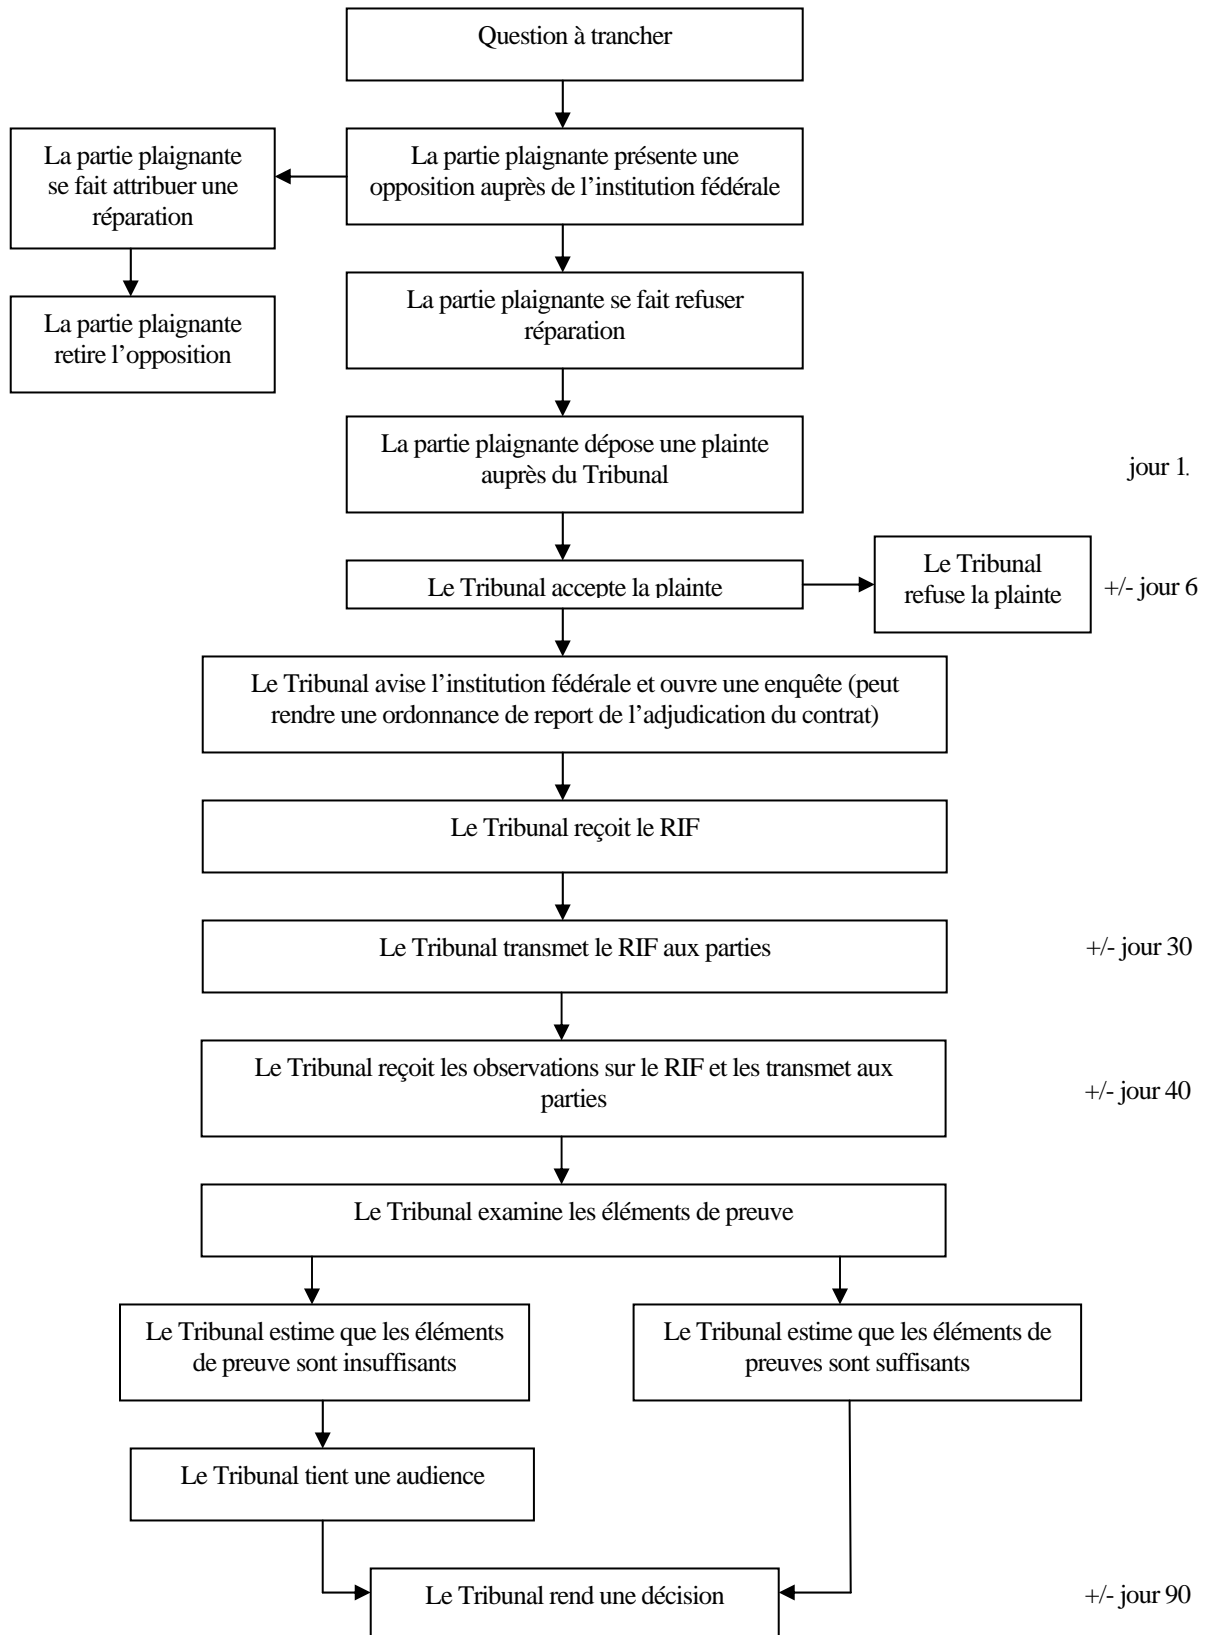 Question à trancher
La partie plaignante
se fait attribuer une
réparation
La partie plaignante présente une
opposition auprès de l’institution fédérale
La partie plaignante
retire l’opposition
La partie plaignante se fait refuser
réparation
La partie plaignante dépose une plainte
auprès du Tribunal
jour 1.
Le Tribunal accepte la plainte
Le Tribunal
refuse la plainte
+/- jour 6
Le Tribunal avise l’institution fédérale et ouvre une enquête (peut
rendre une ordonnance de report de l’adjudication du contrat)
Le Tribunal reçoit le RIF
Le Tribunal transmet le RIF aux parties
+/- jour 30
Le Tribunal reçoit les observations sur le RIF et les transmet aux
parties
+/- jour 40
Le Tribunal examine les éléments de preuve
Le Tribunal estime que les éléments
de preuve sont insuffisants
Le Tribunal estime que les éléments de
preuves sont suffisants
Le Tribunal tient une audience
Le Tribunal rend une décision
+/- jour 90